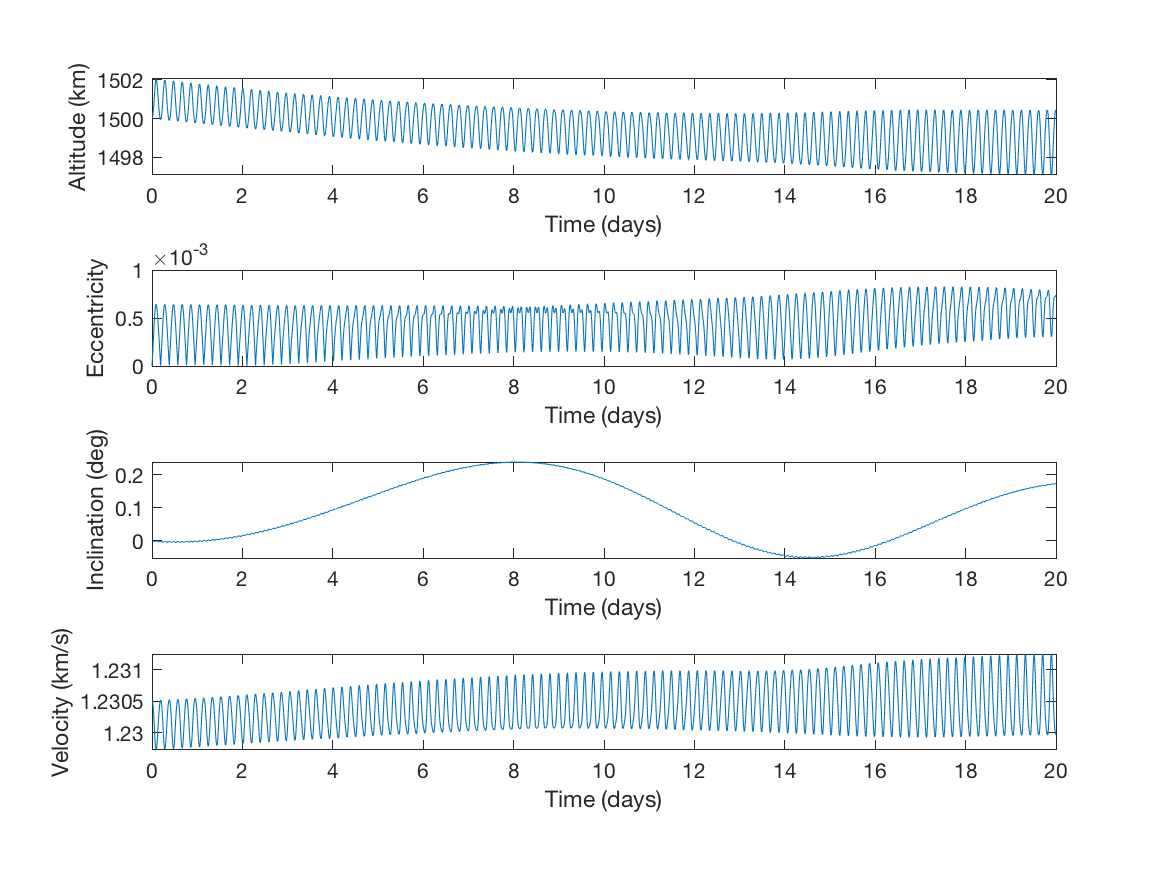 Altitude (km)
1502
1500
1498
0 2 4 6 8 10 12 14 16 18 20
Time (days)
×10-3
Eccentricity
1
0.5
0
0 2 4 6 8 10 12 14 16 18 20
Time (days)
Inclination (deg)
0.2
0.1
0
0 2 4 6 8 10 12 14 16 18 20
Time (days)
Velocity (km/s)
1.231
1.2305
1.23
0 2 4 6 8 10 12 14 16 18 20
Time (days)